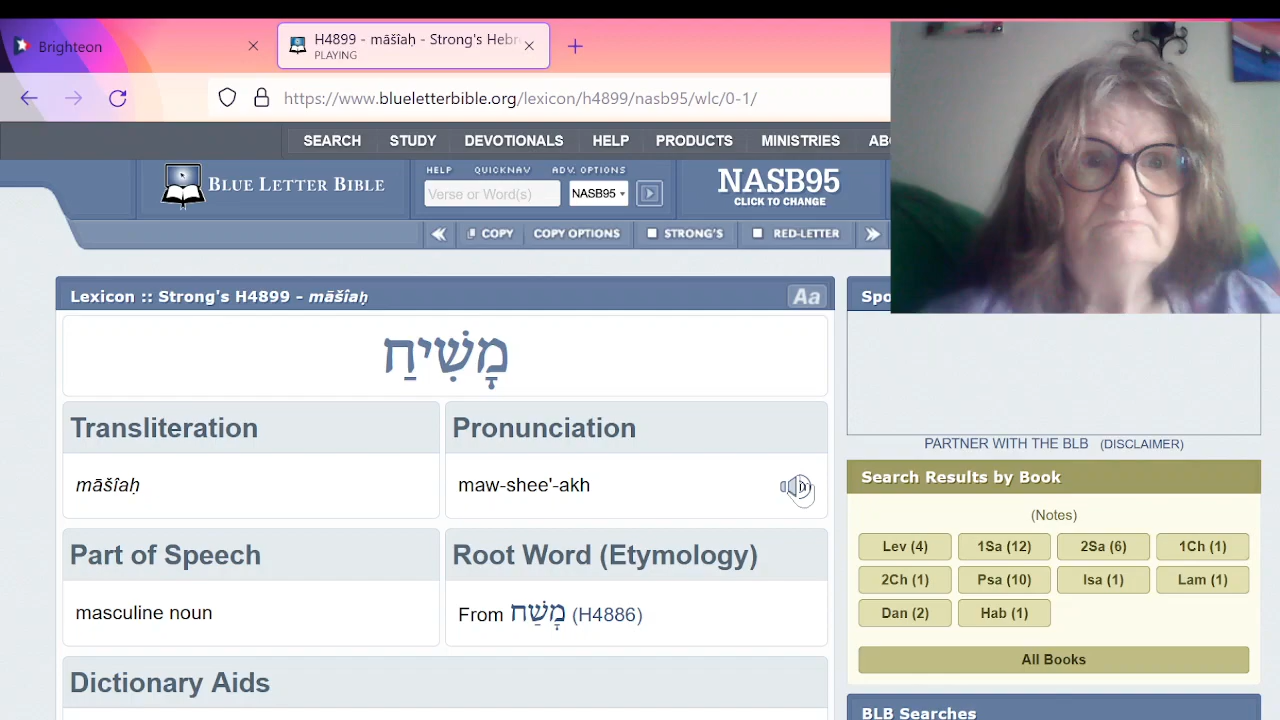 Brighteon
H4899 - māšîaḥ - Strong's Hebr
PLAYING
https://www.blueletterbible.org/lexicon/h4899/nasb95/wlc/0-1/
SEARCH STUDY DEVOTIONALS HELP PRODUCTS MINISTRIES AB
BLUE LETTER BIBLE
HELP QUICKNAV ADV. OPTIONS
Verse or Word(s) NASB95
NASB95
CLICK TO CHANGE
COPY COPY OPTIONS STRONG'S RED-LETTER
Lexicon :: Strong's H4899 - māšîaḥ Aa
מָשִׁיחַ
Transliteration
māšîaḥ
Pronunciation
maw-shee'-akh
Part of Speech
masculine noun
Root Word (Etymology)
From מָשַׁח (H4886)
Dictionary Aids
Spo
PARTNER WITH THE BLB (DISCLAIMER)
Search Results by Book
(Notes)
Lev (4) 1Sa (12) 2Sa (6) 1Ch (1)
2Ch (1) Psa (10) Isa (1) Lam (1)
Dan (2) Hab (1)
All Books
BLB Searches